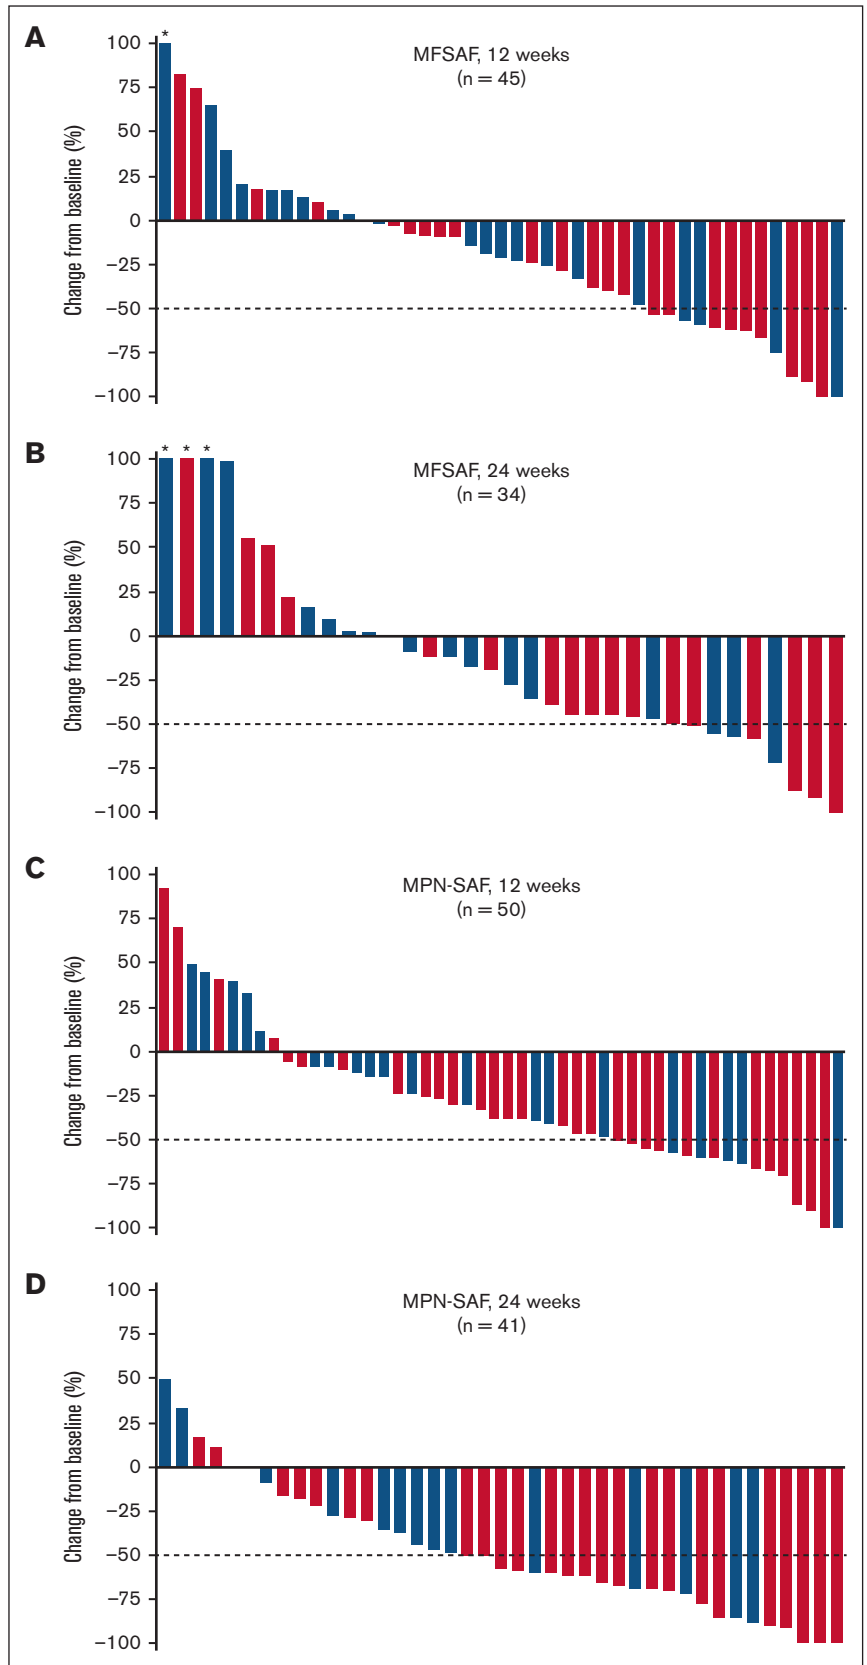 A
*
MFSAF, 12 weeks
(n = 45)
Change from baseline (%)
100
75
50
25
0
−25
−50
−75
−100
B
* * *
MFSAF, 24 weeks
(n = 34)
Change from baseline (%)
100
75
50
25
0
−25
−50
−75
−100
C
MPN-SAF, 12 weeks
(n = 50)
Change from baseline (%)
100
75
50
25
0
−25
−50
−75
−100
D
MPN-SAF, 24 weeks
(n = 41)
Change from baseline (%)
100
75
50
25
0
−25
−50
−75
−100